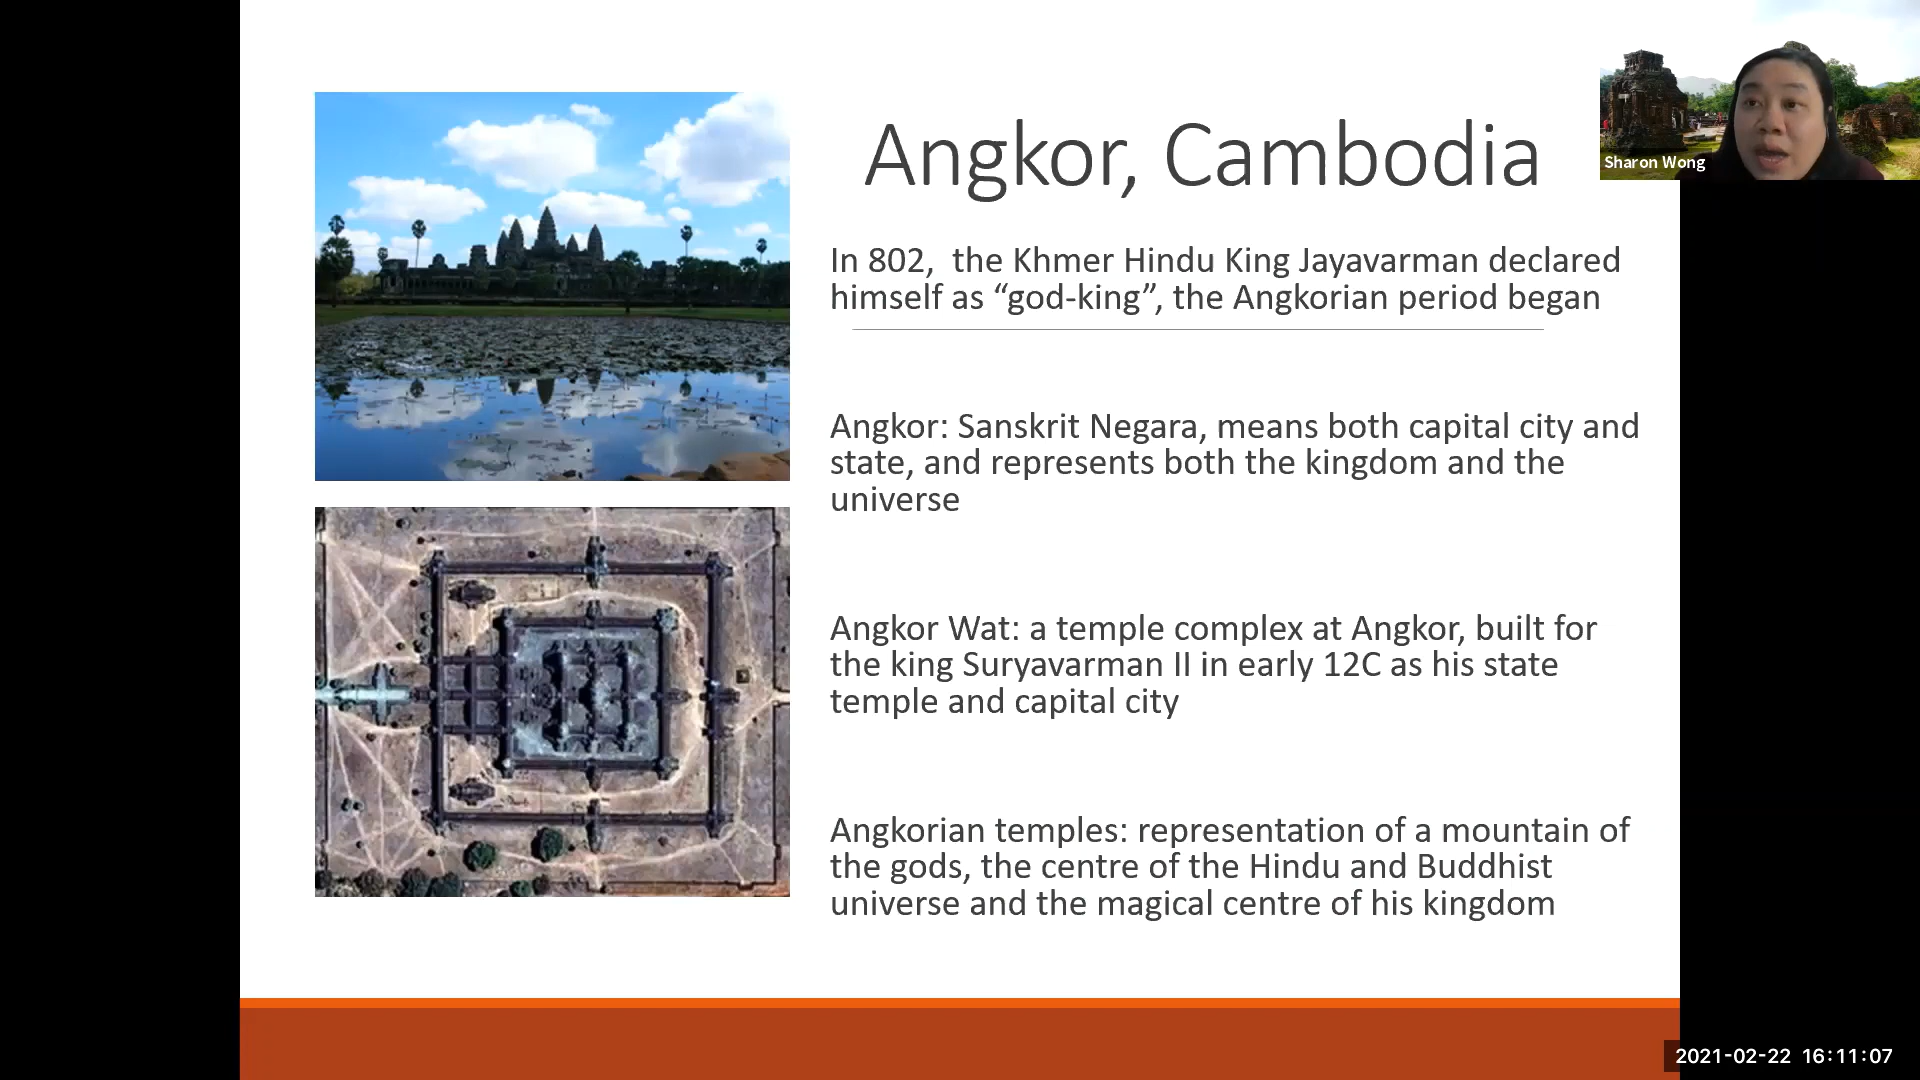 Angkor, Cambodia
In 802,  the Khmer Hindu King Jayavarman declared
himself as “god-king”, the Angkorian period began
Angkor: Sanskrit Negara, means both capital city and
state, and represents both the kingdom and the
universe
Angkor Wat: a temple complex at Angkor, built for
the king Suryavarman II in early 12C as his state
temple and capital city
Angkorian temples: representation of a mountain of
the gods, the centre of the Hindu and Buddhist
universe and the magical centre of his kingdom
Sharon Wong
2021-02-22 16:11:07